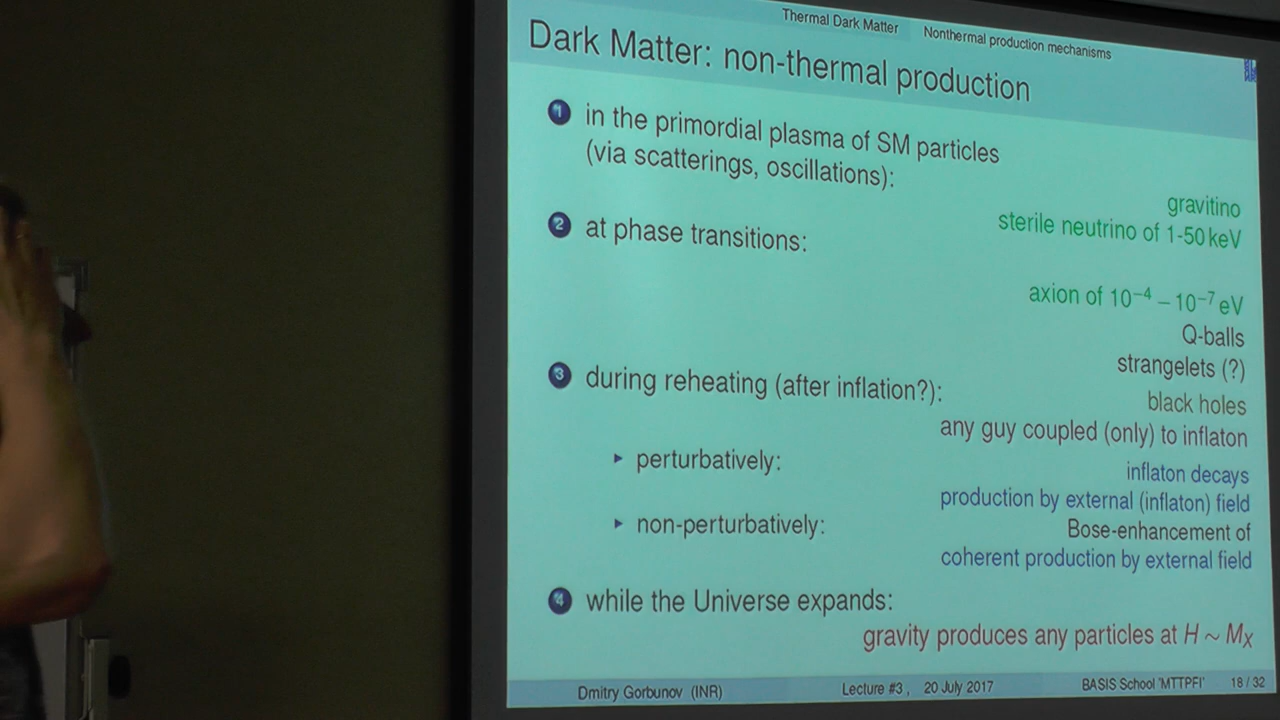 Thermal Dark Matter Nonthermal production mechanisms
Dark Matter: non-thermal production
1 in the primordial plasma of SM particles
(via scatterings, oscillations):
gravitino
sterile neutrino of 1-50 keV
2 at phase transitions:
axion of 10⁻⁴ – 10⁻⁷ eV
Q-balls
strangelets (?)
3 during reheating (after inflation?):
black holes
any guy coupled (only) to inflaton
▸ perturbatively:
inflaton decays
production by external (inflaton) field
▸ non-perturbatively:
Bose-enhancement of
coherent production by external field
4 while the Universe expands:
gravity produces any particles at H ~ Mₓ
Dmitry Gorbunov (INR) Lecture #3, 20 July 2017 BASIS School 'MTTPFI' 18 / 32